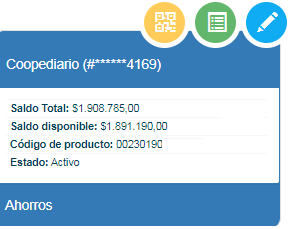 Coopediario (#******4169)
Saldo Total: $1.908.785,00
Saldo disponible: $1.891.190,00
Código de producto: 00230190
Estado: Activo
Ahorros